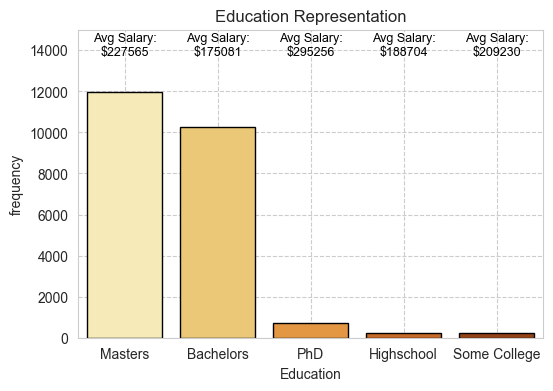 Education Representation
Avg Salary: Avg Salary: Avg Salary: Avg Salary: Avg Salary:
$227565 $175081 $295256 $188704 $209230
14000
12000
10000
8000
6000
4000
2000
0
frequency
Masters Bachelors PhD Highschool Some College
Education